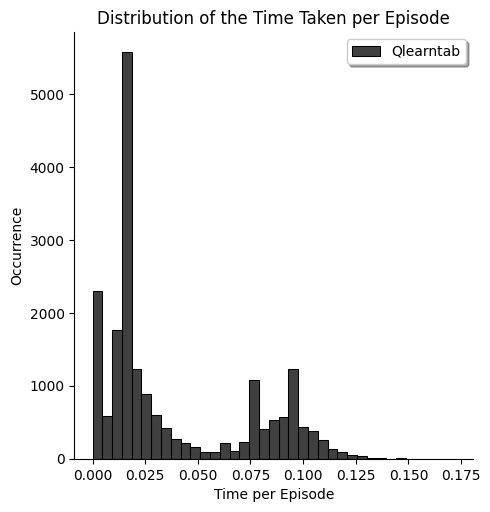 Distribution of the Time Taken per Episode
Qlearntab
5000
4000
3000
2000
1000
0
Occurrence
0.000 0.025 0.050 0.075 0.100 0.125 0.150 0.175
Time per Episode